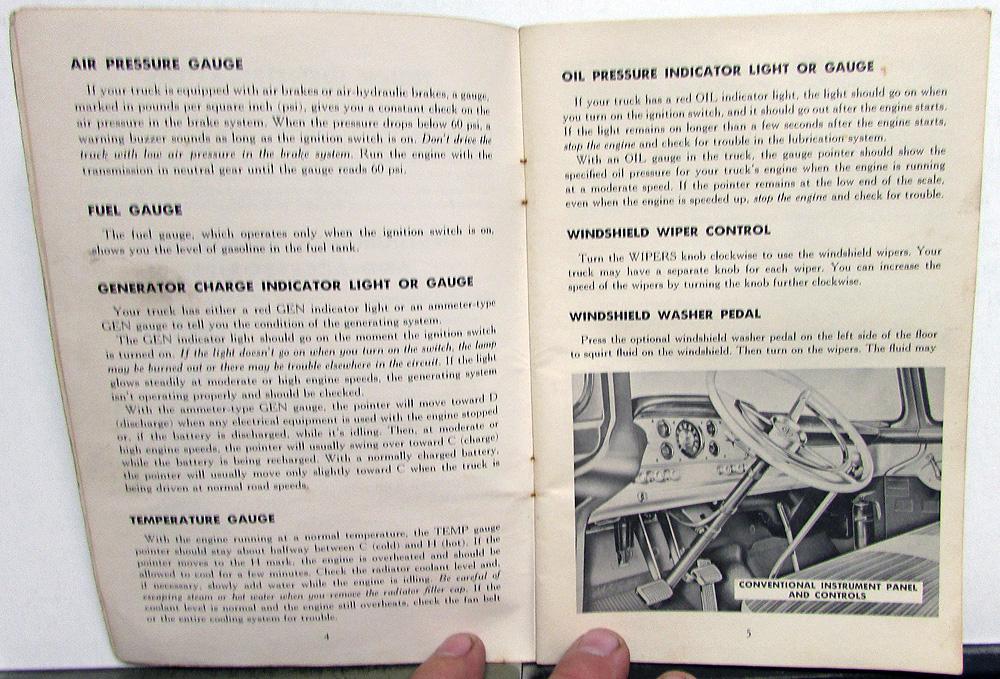 AIR PRESSURE GAUGE
If your truck is equipped with air brakes or air-hydraulic brakes, a gauge,
marked in pounds per square inch (psi), gives you a constant check on the
air pressure in the brake system. When the pressure drops below 60 psi, a
warning buzzer sounds as long as the ignition switch is on. Don't drive the
truck with low air pressure in the brake system. Run the engine with the
transmission in neutral gear until the gauge reads 60 psi.
FUEL GAUGE
The fuel gauge, which operates only when the ignition switch is on,
shows you the level of gasoline in the fuel tank.
GENERATOR CHARGE INDICATOR LIGHT OR GAUGE
Your truck has either a red GEN indicator light or an ammeter-type
GEN gauge to tell you the condition of the generating system.
The GEN indicator light should go on the moment the ignition switch
is turned on. If the light doesn't go on when you turn on the switch, the lamp
may be burned out or there may be trouble elsewhere in the circuit. If the light
glows steadily at moderate or high engine speeds, the generating system
isn't operating properly and should be checked.
With the ammeter-type GEN gauge, the pointer will move toward D
(discharge) when any electrical equipment is used with the engine stopped
or, if the battery is discharged, while it's idling. Then, at moderate or
high engine speeds, the pointer will usually swing over toward C (charge)
while the battery is being recharged. With a normally charged battery,
the pointer will usually move only slightly toward C when the truck is
being driven at normal road speeds.
TEMPERATURE GAUGE
With the engine running at a normal temperature, the TEMP gauge
pointer should stay about halfway between C (cold) and H (hot). If the
pointer moves to the H mark, the engine is overheated and should be
allowed to cool for a few minutes. Check the radiator coolant level and,
if necessary, slowly add water while the engine is idling. Be careful of
escaping steam or hot water when you remove the radiator filler cap. If the
coolant level is normal and the engine still overheats, check the fan belt
or the entire cooling system for trouble.
4
OIL PRESSURE INDICATOR LIGHT OR GAUGE
If your truck has a red OIL indicator light, the light should go on when
you turn on the ignition switch, and it should go out after the engine starts.
If the light remains on longer than a few seconds after the engine starts,
stop the engine and check for trouble in the lubrication system.
With an OIL gauge in the truck, the gauge pointer should show the
specified oil pressure for your truck's engine when the engine is running
at a moderate speed. If the pointer remains at the low end of the scale,
even when the engine is speeded up, stop the engine and check for trouble.
WINDSHIELD WIPER CONTROL
Turn the WIPERS knob clockwise to use the windshield wipers. Your
truck may have a separate knob for each wiper. You can increase the
speed of the wipers by turning the knob further clockwise.
WINDSHIELD WASHER PEDAL
Press the optional windshield washer pedal on the left side of the floor
to squirt fluid on the windshield. Then turn on the wipers. The fluid may
CONVENTIONAL INSTRUMENT PANEL
AND CONTROLS
5